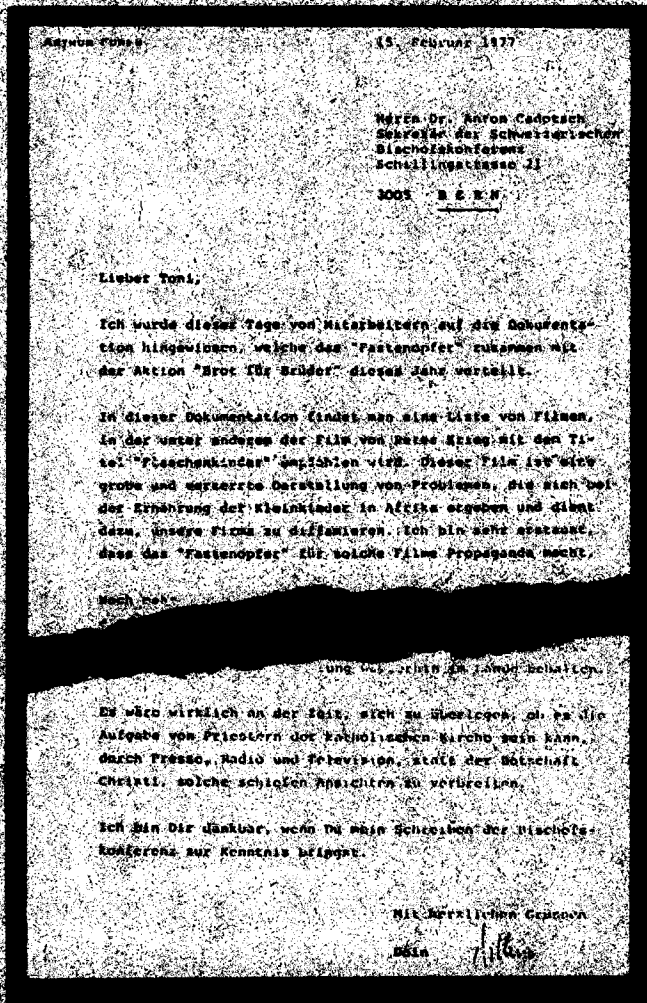 15. Februar 1977
Herrn Dr. Anton Cadotsch
Sekretär der Schweizerischen
Bischofskonferenz
Schillingstrasse 21
3005 B E R N
Lieber Toni,
Ich wurde dieser Tage von Mitarbeitern auf die Dokumenta-
tion hingewiesen, welche das "Fastenopfer" zusammen mit
der Aktion "Brot für Brüder" dieses Jahr verteilt.
In dieser Dokumentation findet man eine Liste von Filmen,
in der unter anderem der Film von Peter Krieg mit dem Ti-
tel "Flaschenkinder" empfohlen wird. Dieser Film ist eine
grobe und verzerrte Darstellung von Problemen, die sich bei
der Ernährung der Kleinkinder in Afrika ergeben und dient
dazu, unsere Firma zu diffamieren. Ich bin sehr erstaunt,
dass das "Fastenopfer" für solche Filme Propaganda macht.
Noch
im Lande behalten.
Es wäre wirklich an der Zeit, sich zu überlegen, ob es die
Aufgabe von Priestern der katholischen Kirche sein kann,
durch Presse, Radio und Television, statt der Botschaft
Christi, solche schiefen Ansichten zu verbreiten.
Ich bin Dir dankbar, wenn Du mein Schreiben der Bischofs-
konferenz zur Kenntnis bringst.
Mit herzlichen Grüssen
Dein